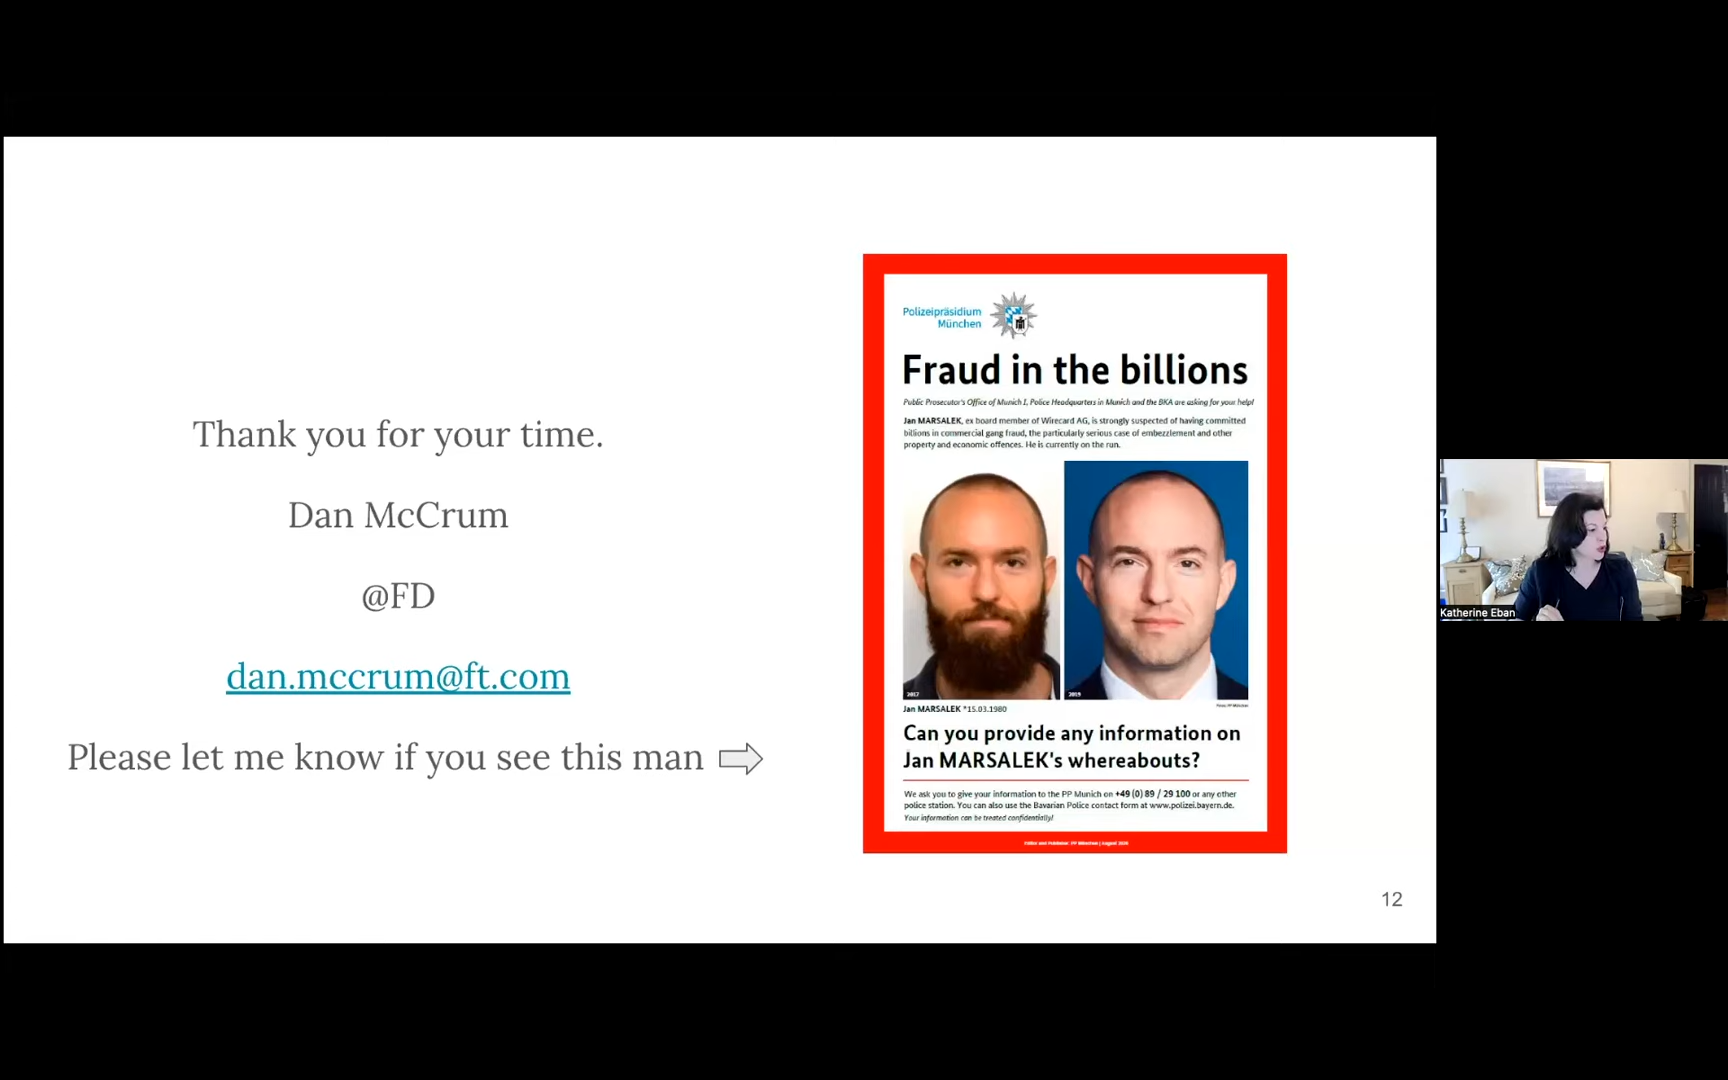 Thank you for your time.
Dan McCrum
@FD
dan.mccrum@ft.com
Please let me know if you see this man
Polizeipräsidium
München
Fraud in the billions
Public Prosecutor's Office of Munich I, Police Headquarters in Munich and the BKA are asking for your help!
Jan MARSALEK, ex board member of Wirecard AG, is strongly suspected of having committed
billions in commercial gang fraud, the particularly serious case of embezzlement and other
property and economic offences. He is currently on the run.
2017
2019
Jan MARSALEK *15.03.1980
Can you provide any information on
Jan MARSALEK's whereabouts?
We ask you to give your information to the PP Munich on +49 (0) 89 / 29 100 or any other
police station. You can also use the Bavarian Police contact form at www.polizei.bayern.de.
Your information can be treated confidentially!
12
Katherine Eban